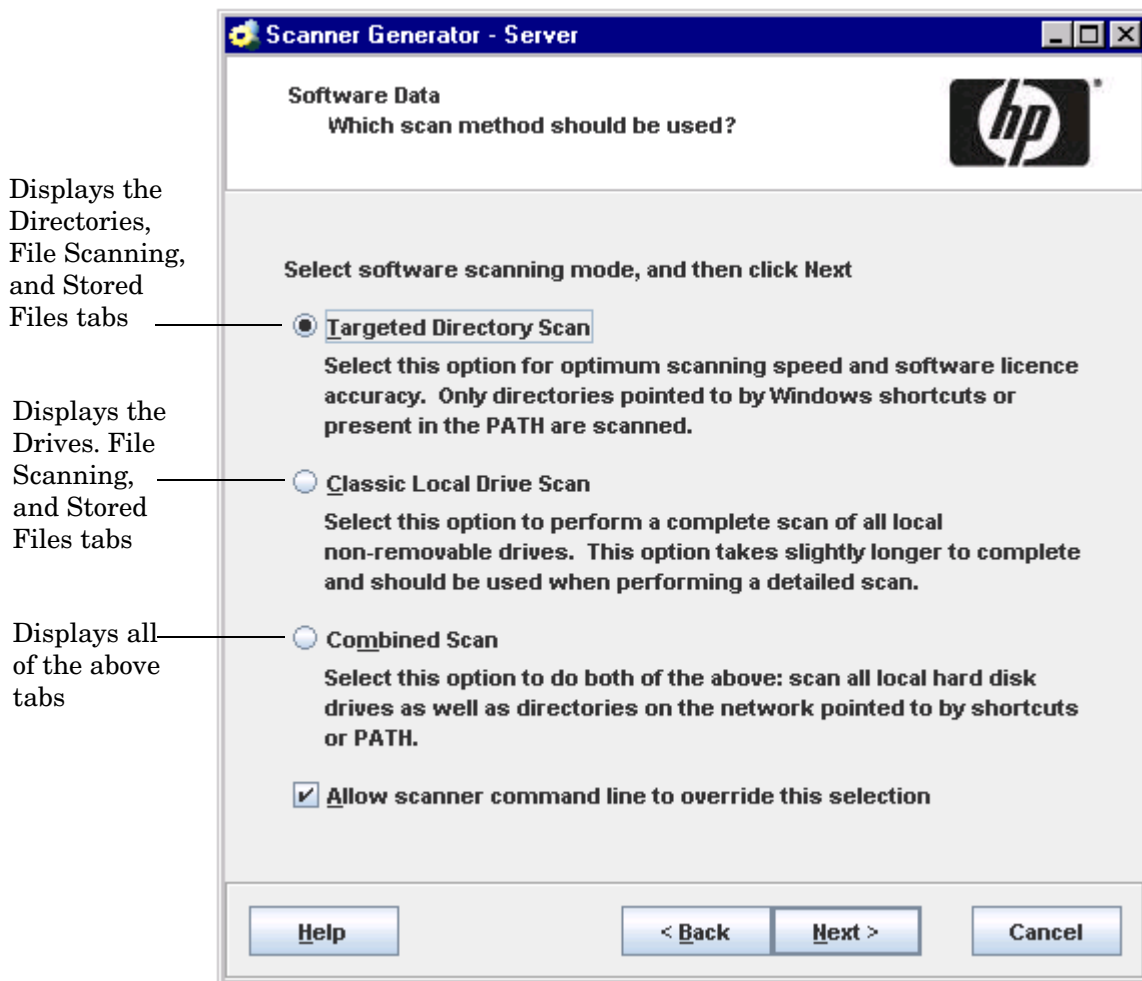 Scanner Generator - Server
Software Data
Which scan method should be used?
hp
Displays the
Directories,
File Scanning,
and Stored
Files tabs
Select software scanning mode, and then click Next
Targeted Directory Scan
Select this option for optimum scanning speed and software licence
accuracy. Only directories pointed to by Windows shortcuts or
present in the PATH are scanned.
Displays the
Drives. File
Scanning,
and Stored
Files tabs
Classic Local Drive Scan
Select this option to perform a complete scan of all local
non-removable drives. This option takes slightly longer to complete
and should be used when performing a detailed scan.
Displays all
of the above
tabs
Combined Scan
Select this option to do both of the above: scan all local hard disk
drives as well as directories on the network pointed to by shortcuts
or PATH.
Allow scanner command line to override this selection
Help
< Back
Next >
Cancel